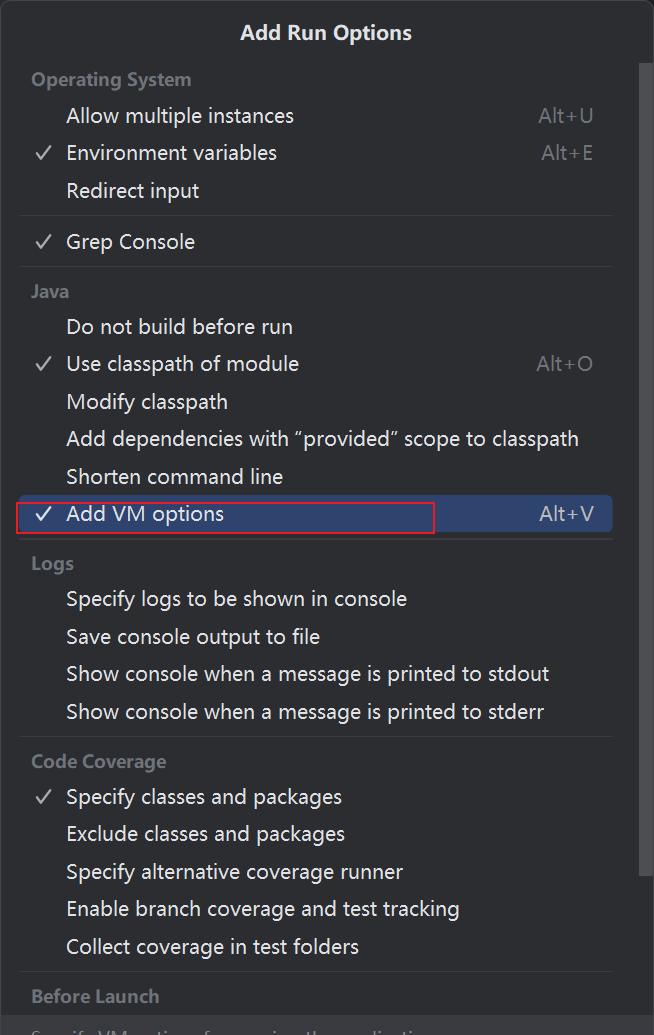 Add Run Options
Operating System
Allow multiple instances Alt+U
Environment variables Alt+E
Redirect input
Grep Console
Java
Do not build before run
Use classpath of module Alt+O
Modify classpath
Add dependencies with “provided” scope to classpath
Shorten command line
Add VM options Alt+V
Logs
Specify logs to be shown in console
Save console output to file
Show console when a message is printed to stdout
Show console when a message is printed to stderr
Code Coverage
Specify classes and packages
Exclude classes and packages
Specify alternative coverage runner
Enable branch coverage and test tracking
Collect coverage in test folders
Before Launch